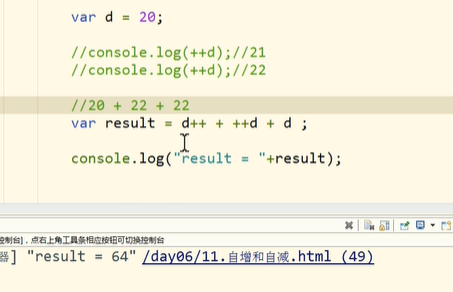 var d = 20;
//console.log(++d);//21
//console.log(++d);//22
//20 + 22 + 22
var result = d++ + ++d + d ;
console.log("result = "+result);
控制台]，点右上角工具条相应按钮可切换控制台
器] "result = 64" /day06/11.自增和自减.html (49)